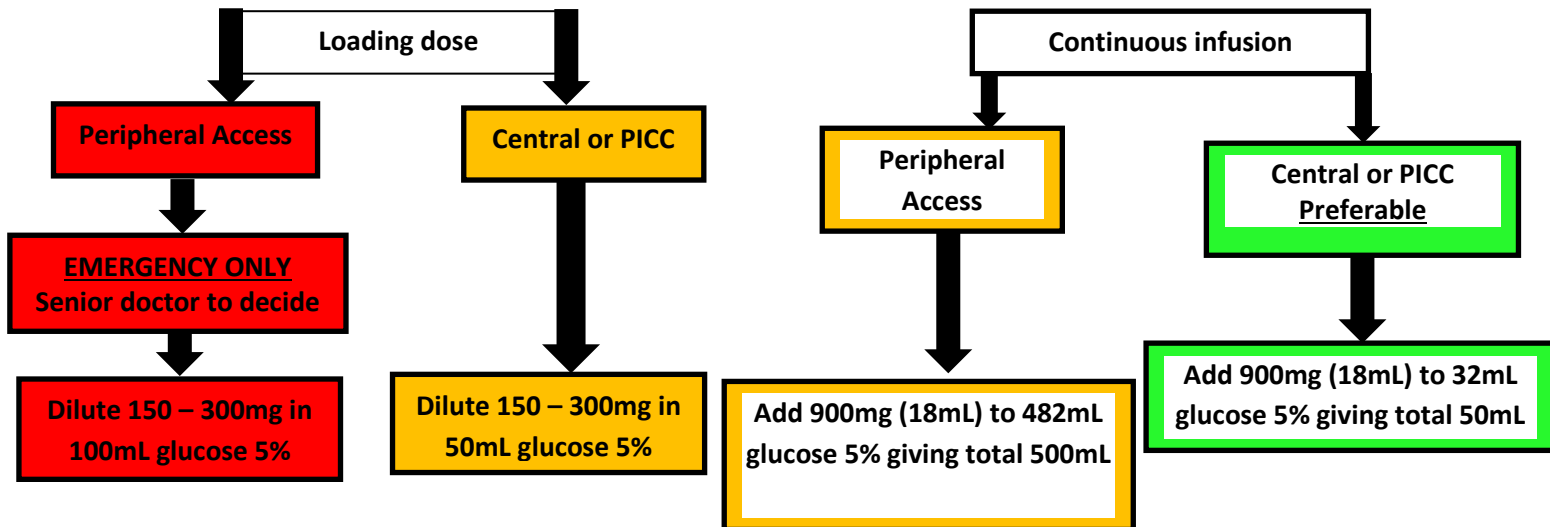 Loading dose
Peripheral Access
EMERGENCY ONLY
Senior doctor to decide
Dilute 150 – 300mg in
100mL glucose 5%
Central or PICC
Dilute 150 – 300mg in
50mL glucose 5%
Continuous infusion
Peripheral
Access
Add 900mg (18mL) to 482mL
glucose 5% giving total 500mL
Central or PICC
Preferable
Add 900mg (18mL) to 32mL
glucose 5% giving total 50mL